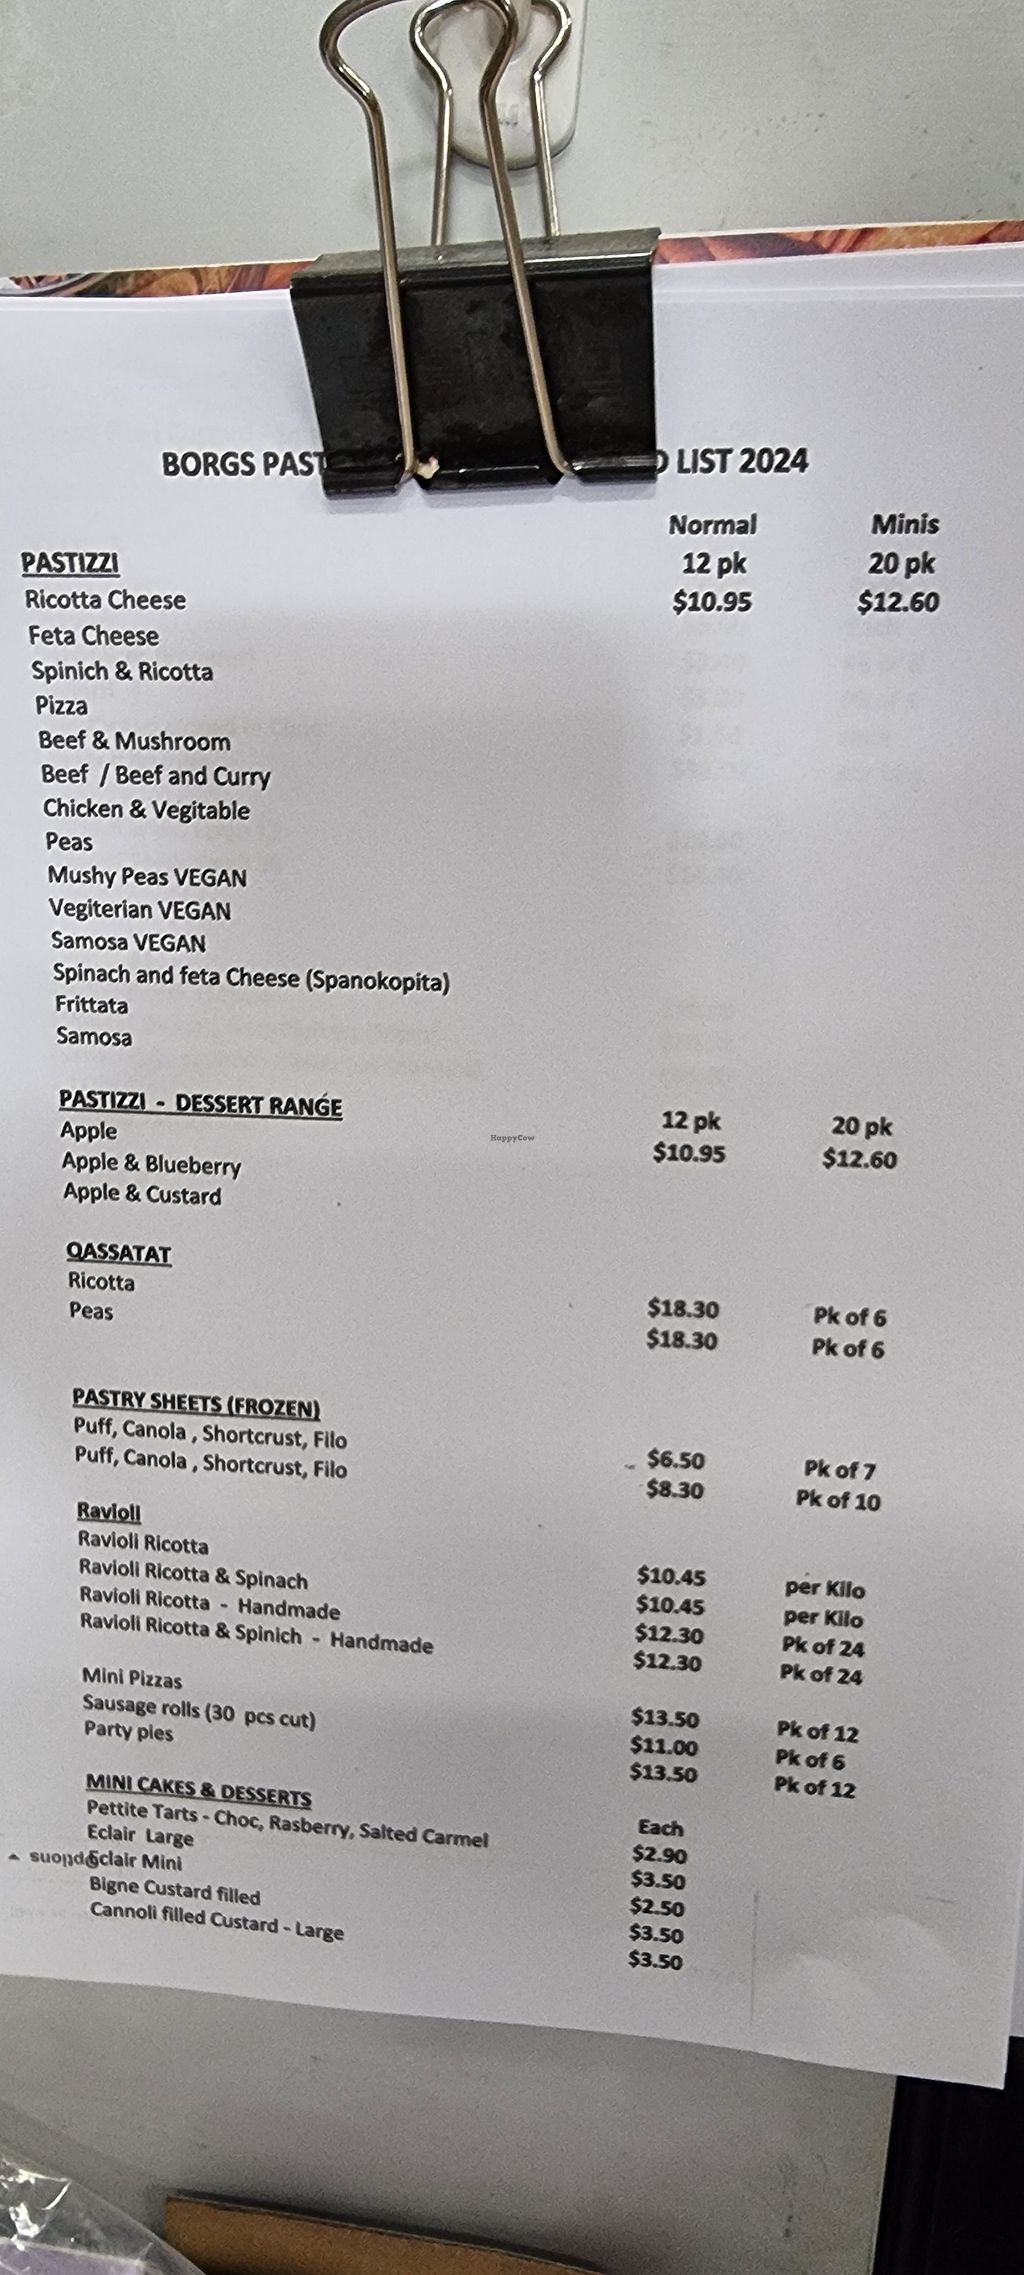 BORGS LIST 2024
Normal Minis
PASTIZZI 12 pk 20 pk
Ricotta Cheese $10.95 $12.60
Feta Cheese
Spinich & Ricotta
Pizza
Beef & Mushroom
Beef / Beef and Curry
Chicken & Vegitable
Peas
Mushy Peas VEGAN
Vegiterian VEGAN
Samosa VEGAN
Spinach and feta Cheese (Spanokopita)
Frittata
Samosa
PASTIZZI - DESSERT RANGE 12 pk 20 pk
Apple $10.95 $12.60
Apple & Blueberry
Apple & Custard
HappyCow
QASSATAT
Ricotta $18.30 Pk of 6
Peas $18.30 Pk of 6
PASTRY SHEETS (FROZEN)
Puff, Canola , Shortcrust, Filo $6.50 Pk of 7
Puff, Canola , Shortcrust, Filo $8.30 Pk of 10
Ravioli
Ravioli Ricotta $10.45 per Kilo
Ravioli Ricotta & Spinach $10.45 per Kilo
Ravioli Ricotta - Handmade $12.30 Pk of 24
Ravioli Ricotta & Spinich - Handmade $12.30 Pk of 24
Mini Pizzas $13.50 Pk of 12
Sausage rolls (30 pcs cut) $11.00 Pk of 6
Party pies $13.50 Pk of 12
MINI CAKES & DESSERTS Each
Pettite Tarts - Choc, Rasberry, Salted Carmel $2.90
Eclair Large $3.50
Eclair Mini $2.50
Bigne Custard filled $3.50
Cannoli filled Custard - Large $3.50